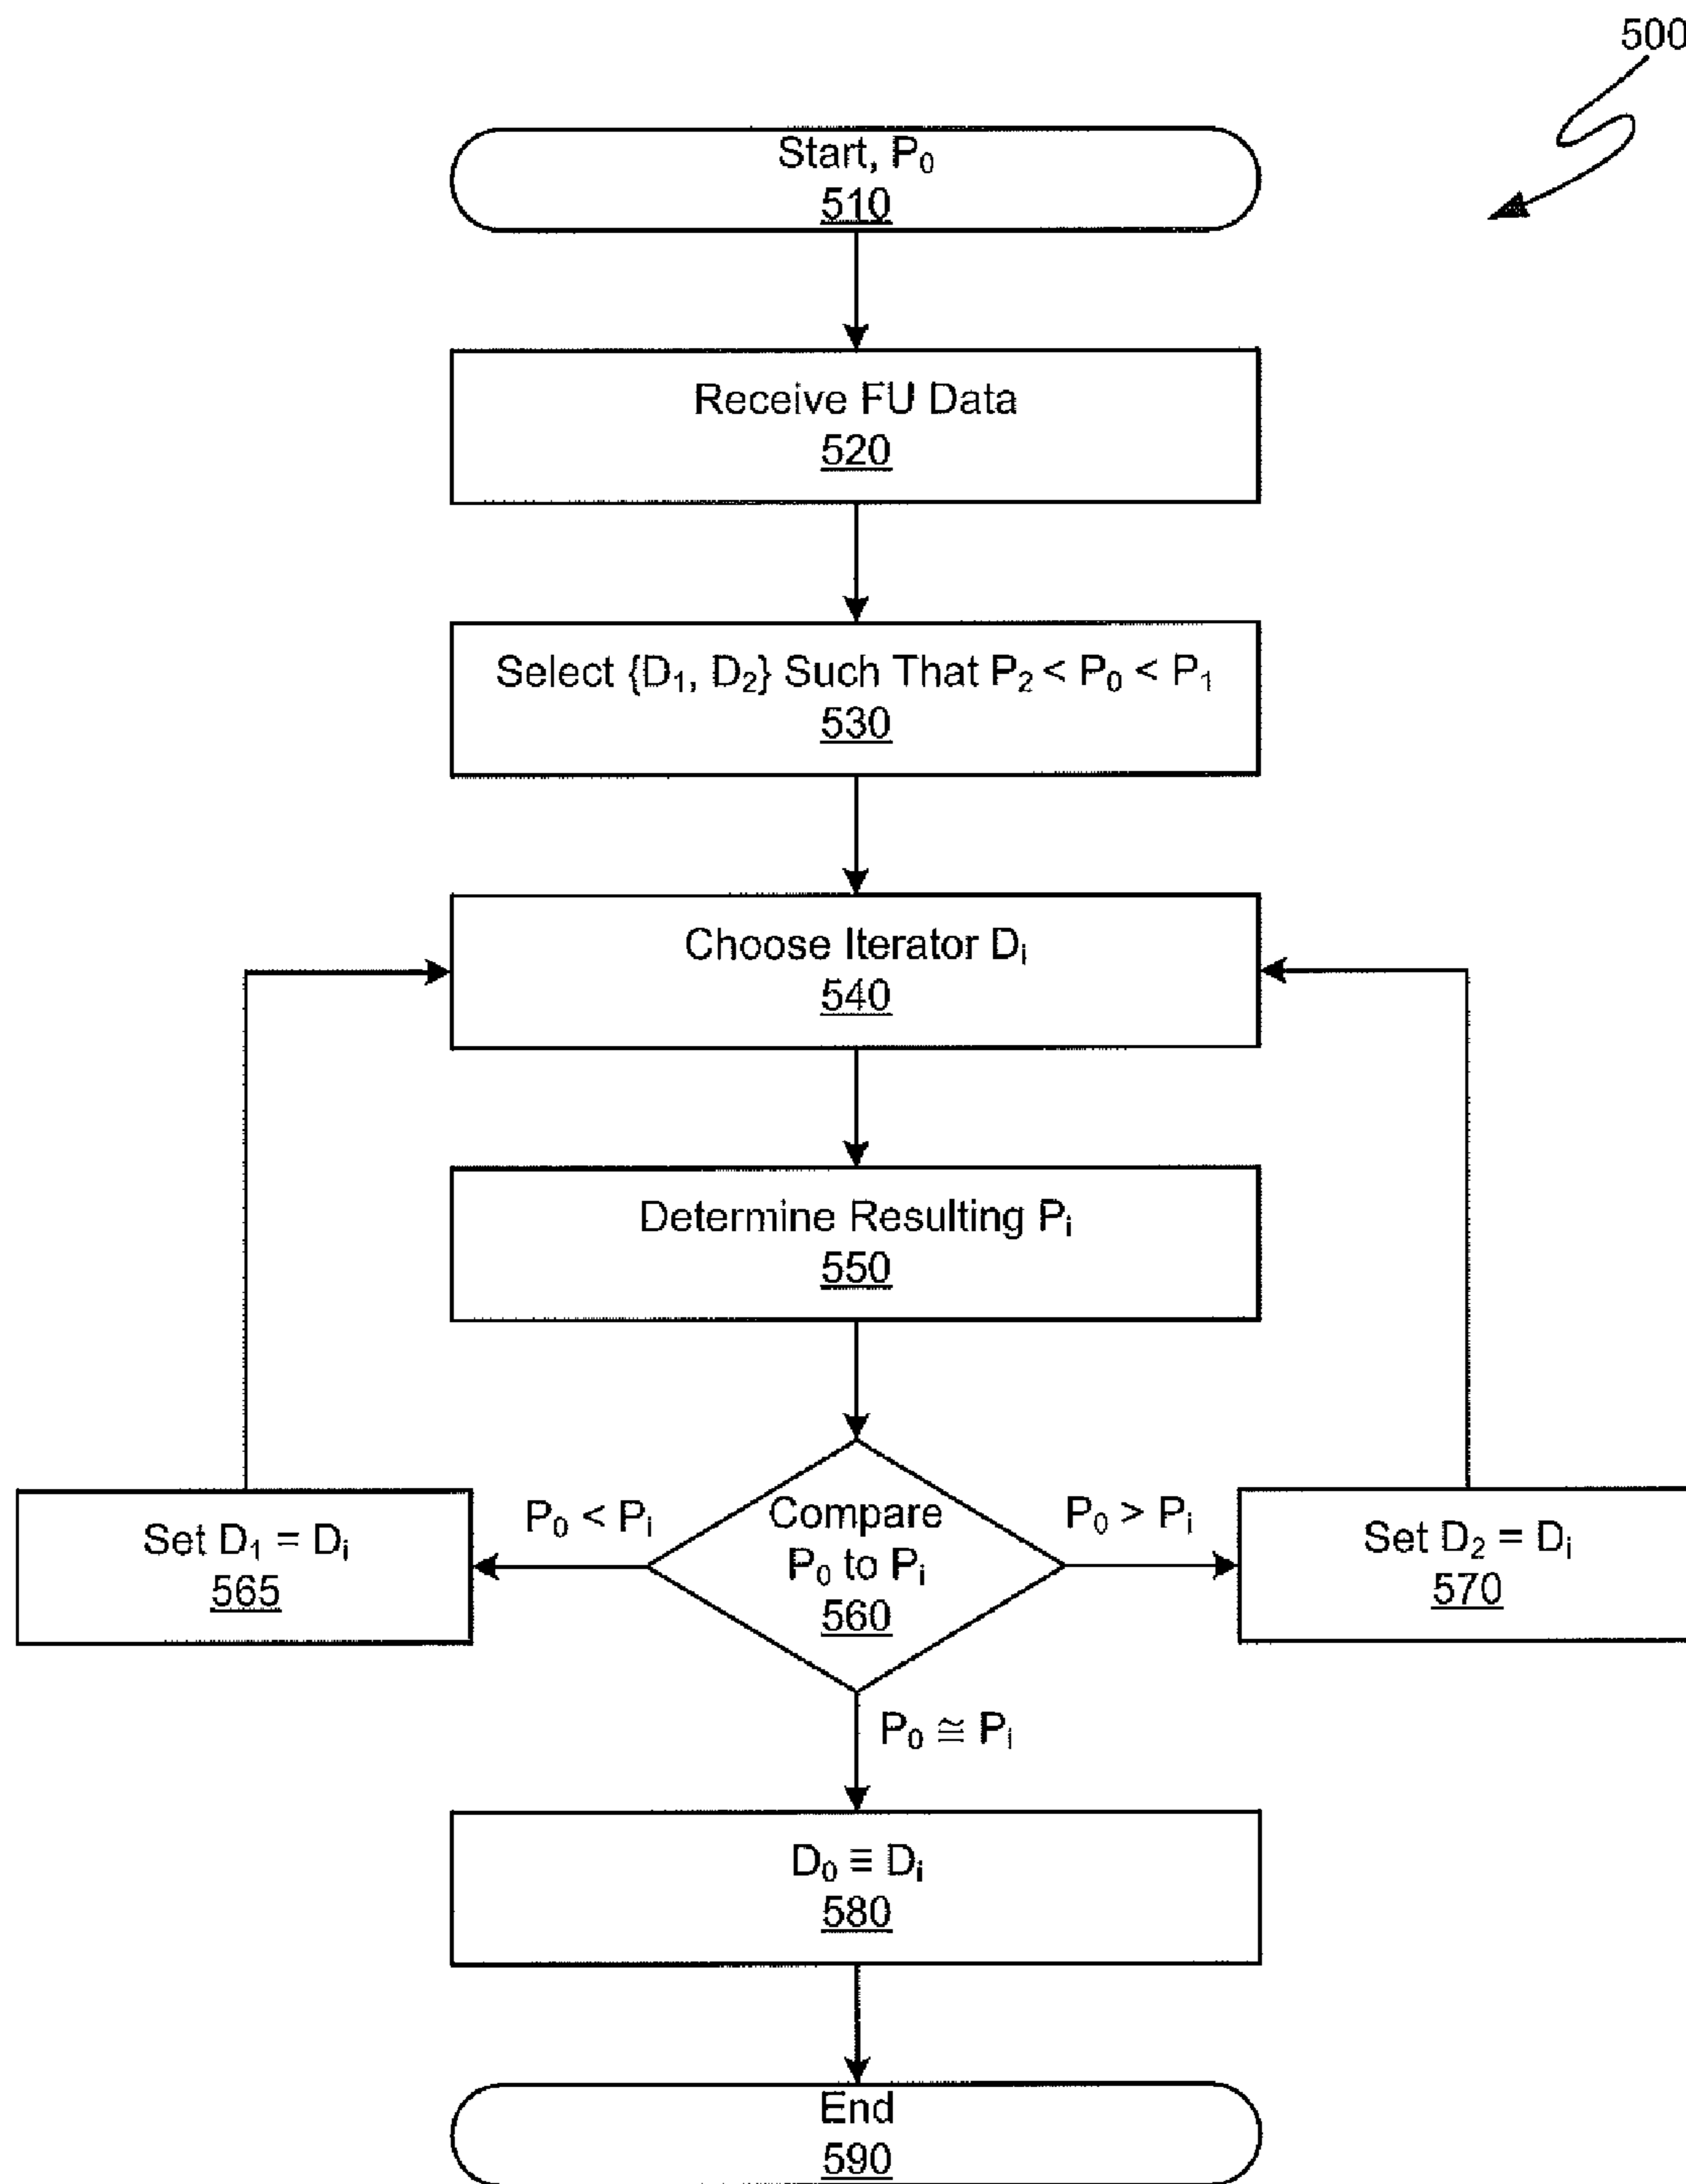 500
Start, P₀
510
Receive FU Data
520
Select {D₁, D₂} Such That P₂ < P₀ < P₁
530
Choose Iterator Dᵢ
540
Determine Resulting Pᵢ
550
Compare
P₀ to Pᵢ
560
P₀ < Pᵢ
Set D₁ = Dᵢ
565
P₀ > Pᵢ
Set D₂ = Dᵢ
570
P₀ ≅ Pᵢ
D₀ ≡ Dᵢ
580
End
590